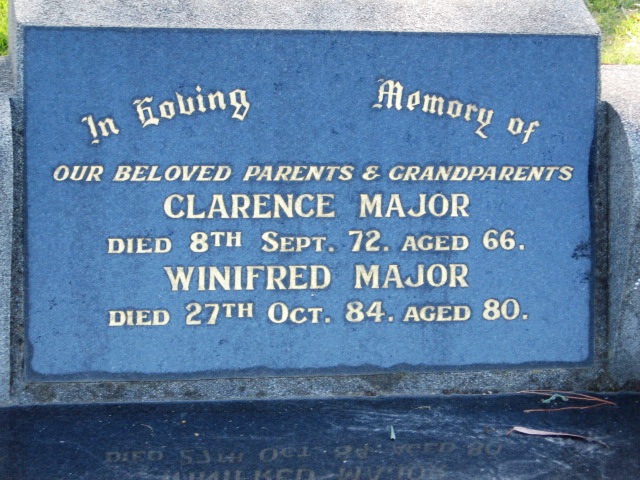 In Loving Memory of
OUR BELOVED PARENTS & GRANDPARENTS
CLARENCE MAJOR
DIED 8TH SEPT. 72. AGED 66.
WINIFRED MAJOR
DIED 27TH OCT. 84. AGED 80.